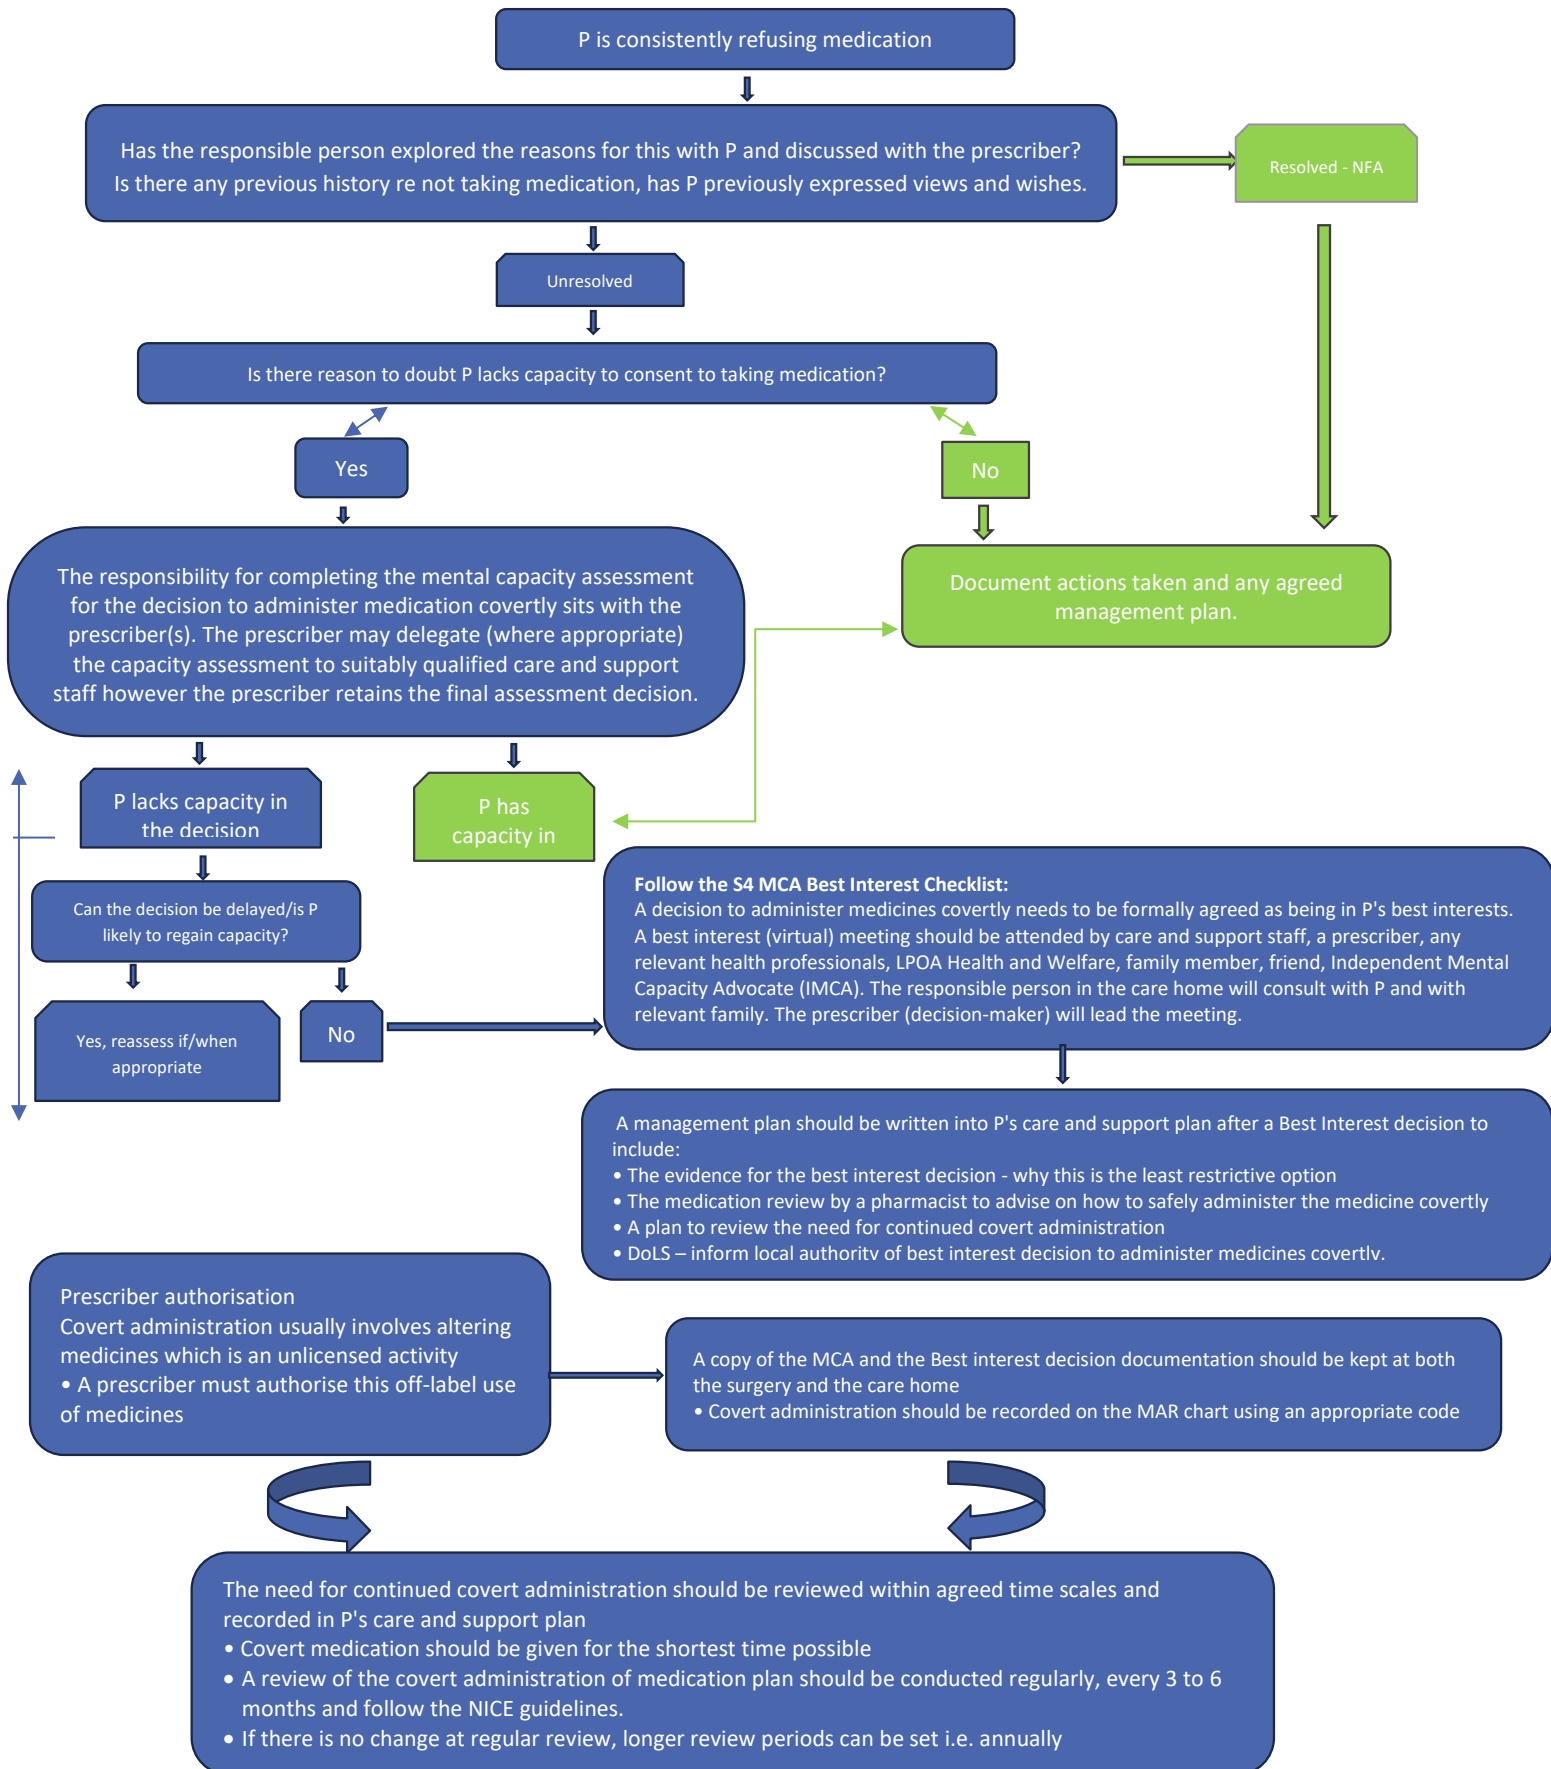 P is consistently refusing medication
Has the responsible person explored the reasons for this with P and discussed with the prescriber?
Is there any previous history re not taking medication, has P previously expressed views and wishes.
Resolved - NFA
Unresolved
Is there reason to doubt P lacks capacity to consent to taking medication?
Yes
No
The responsibility for completing the mental capacity assessment
for the decision to administer medication covertly sits with the
prescriber(s). The prescriber may delegate (where appropriate)
the capacity assessment to suitably qualified care and support
staff however the prescriber retains the final assessment decision.
Document actions taken and any agreed
management plan.
P lacks capacity in
the decision
P has
capacity in
Can the decision be delayed/is P
likely to regain capacity?
Yes, reassess if/when
appropriate
No
Follow the S4 MCA Best Interest Checklist:
A decision to administer medicines covertly needs to be formally agreed as being in P's best interests.
A best interest (virtual) meeting should be attended by care and support staff, a prescriber, any
relevant health professionals, LPOA Health and Welfare, family member, friend, Independent Mental
Capacity Advocate (IMCA). The responsible person in the care home will consult with P and with
relevant family. The prescriber (decision-maker) will lead the meeting.
A management plan should be written into P's care and support plan after a Best Interest decision to
include:
• The evidence for the best interest decision - why this is the least restrictive option
• The medication review by a pharmacist to advise on how to safely administer the medicine covertly
• A plan to review the need for continued covert administration
• DoLS – inform local authority of best interest decision to administer medicines covertly.
Prescriber authorisation
Covert administration usually involves altering
medicines which is an unlicensed activity
• A prescriber must authorise this off-label use
of medicines
A copy of the MCA and the Best interest decision documentation should be kept at both
the surgery and the care home
• Covert administration should be recorded on the MAR chart using an appropriate code
The need for continued covert administration should be reviewed within agreed time scales and
recorded in P's care and support plan
• Covert medication should be given for the shortest time possible
• A review of the covert administration of medication plan should be conducted regularly, every 3 to 6
months and follow the NICE guidelines.
• If there is no change at regular review, longer review periods can be set i.e. annually